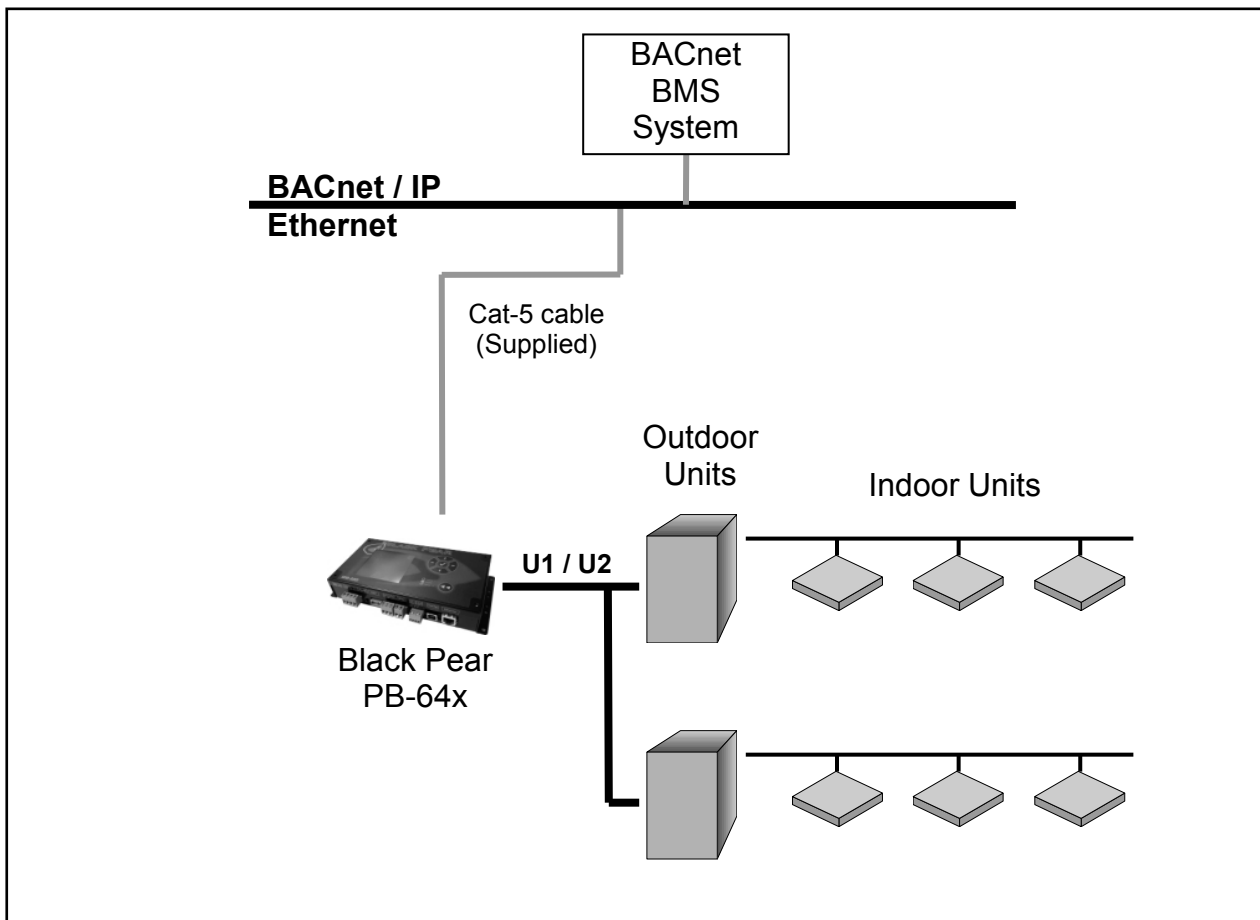 BACnet
BMS
System
BACnet / IP
Ethernet
Cat-5 cable
(Supplied)
Outdoor
Units
Indoor Units
U1 / U2
Black Pear
PB-64x